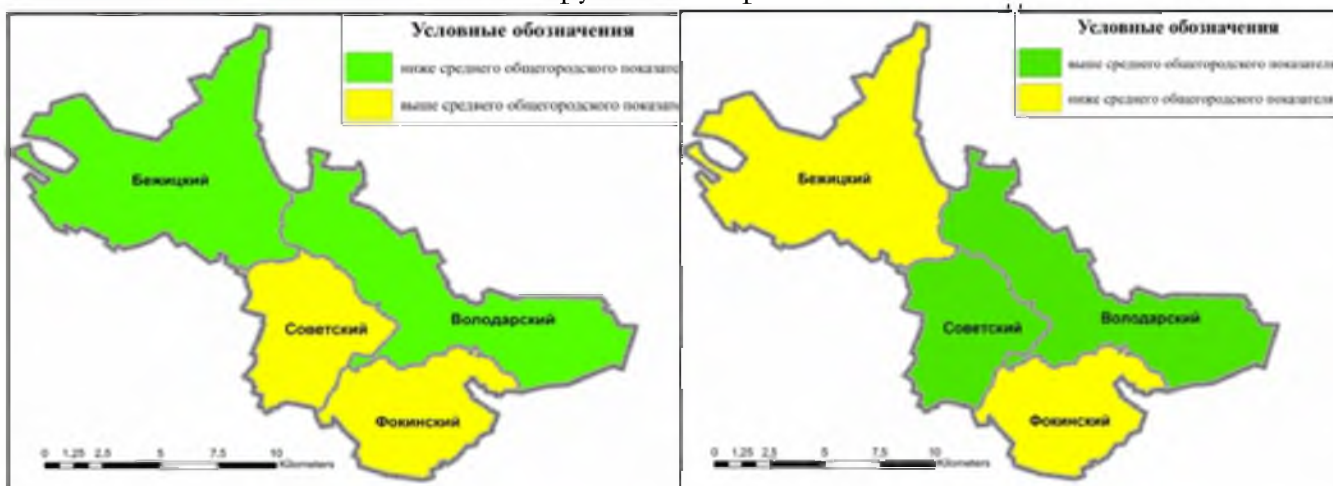 Условные обозначения
ниже среднего общегородского
выше среднего общегородского
Бежицкий
Советский
Володарский
Фокинский
0 1,25 2,5 5 7,5 10
Kilometers
Условные обозначения
выше среднего общегородского показателя
ниже среднего общегородского показателя
Бежицкий
Советский
Володарский
Фокинский
0 1,25 2,5 5 7,5 10
Kilometers